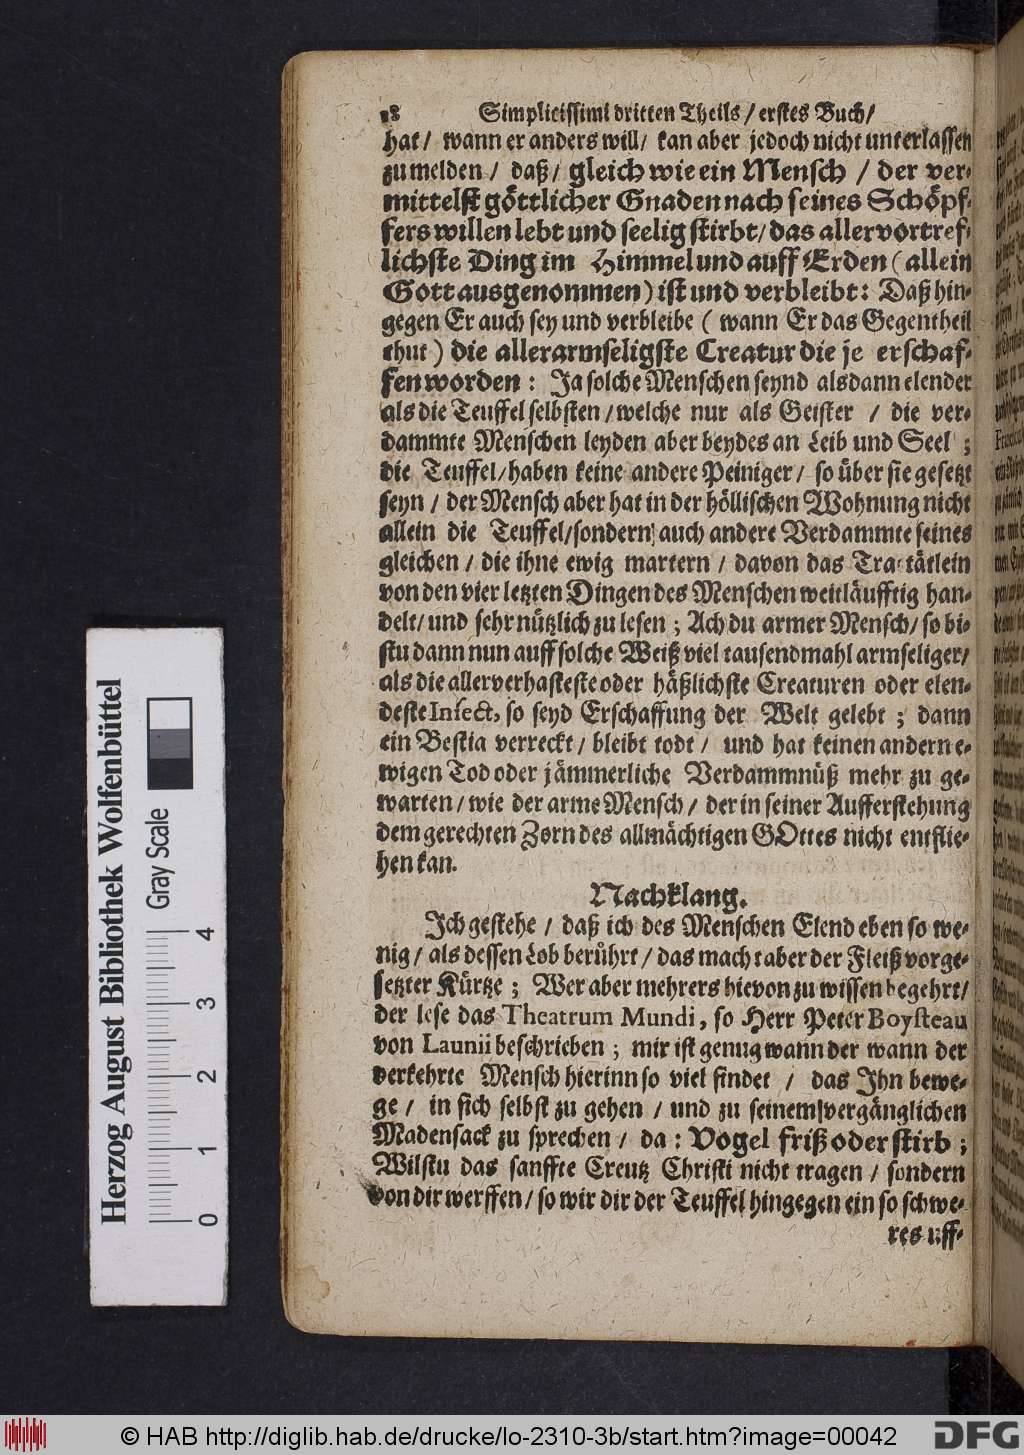 18 Simplicissimi dritten Theils / erstes Buch /
hat / wann er anders will / kan aber jedoch nicht unterlassen
zu melden / daß / gleich wie ein Mensch / der ver-
mittelst göttlicher Gnaden nach seines Schöpf-
fers willen lebt und seelig stirbt / das allervortref-
lichste Ding im Himmel und auff Erden ( allein
Gott ausgenommen ) ist und verbleibt : Daß hin-
gegen Er auch sey und verbleibe ( wann Er das Gegentheil
thut ) die allerarmseligste Creatur die je erschaf-
fen worden : Ja solche Menschen seynd alsdann elender
als die Teuffel selbsten / welche nur als Geister / die ver-
dammte Menschen leyden aber beydes an Leib und Seel ;
die Teuffel / haben keine andere Peiniger / so über sie gesetzt
seyn / der Mensch aber hat in der höllischen Wohnung nicht
allein die Teuffel / sondern auch andere Verdammte seines
gleichen / die ihne ewig martern / davon das Tractätlein
von den vier letzten Dingen des Menschen weitläufftig han-
delt / und sehr nützlich zu lesen ; Ach du armer Mensch / so bi-
stu dann nun auff solche Weiß viel tausendmahl armseliger /
als die allerverhasteste oder häßlichste Creaturen oder elen-
deste Insect, so seyd Erschaffung der Welt gelebt ; dann
ein Bestia verreckt / bleibt todt / und hat keinen andern e-
wigen Tod oder jämmerliche Verdammnüß mehr zu ge-
warten / wie der arme Mensch / der in seiner Aufferstehung
dem gerechten Zorn des allmächtigen GOttes nicht entflie-
hen kan.
Nachklang.
Ich gestehe / daß ich des Menschen Elend eben so we-
nig / als dessen Lob berührt / das macht aber der Fleiß vorge-
setzter Kürtze ; Wer aber mehrers hievon zu wissen begehrt /
der lese das Theatrum Mundi, so Herr Peter Boysteau
von Launii beschrieben ; mir ist genug wann der wann der
verkehrte Mensch hierinn so viel findet / das Ihn bewe-
ge / in sich selbst zu gehen / und zu seinem vergänglichen
Madensack zu sprechen / da : Vogel friß oder stirb ;
Wilstu das sanffte Creutz Christi nicht tragen / sondern
von dir werffen / so wir dir der Teuffel hingegen ein so schwe-
res uff-
Herzog August Bibliothek Wolfenbüttel
Gray Scale
0 1 2 3 4
© HAB http://diglib.hab.de/drucke/lo-2310-3b/start.htm?image=00042
DFG